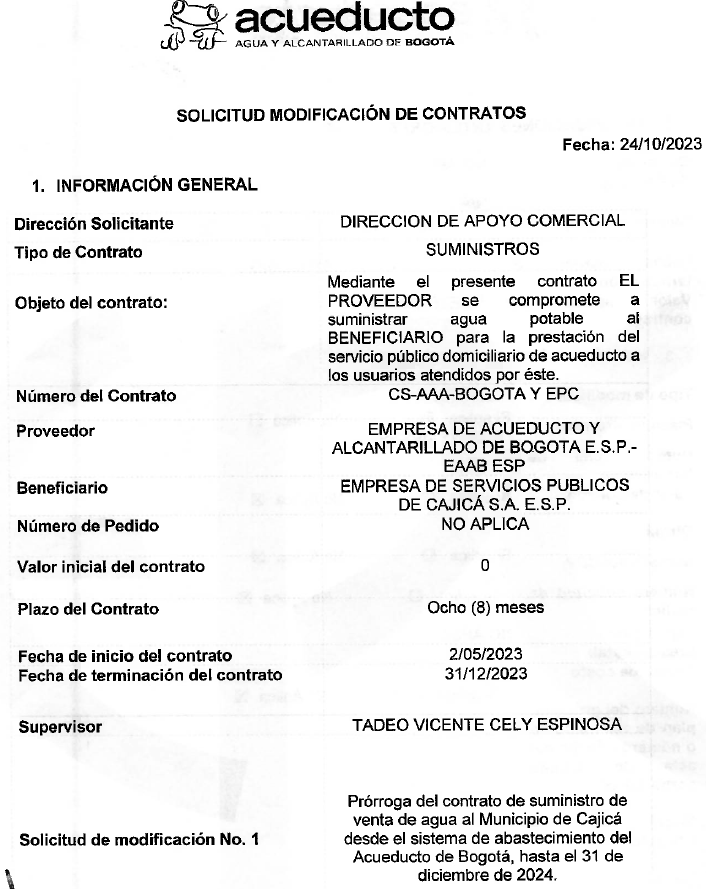 acueducto
AGUA Y ALCANTARILLADO DE BOGOTÁ
SOLICITUD MODIFICACIÓN DE CONTRATOS
Fecha: 24/10/2023
1. INFORMACIÓN GENERAL
Dirección Solicitante
DIRECCION DE APOYO COMERCIAL
Tipo de Contrato
SUMINISTROS
Objeto del contrato:
Mediante el presente contrato EL
PROVEEDOR se compromete a
suministrar agua potable al
BENEFICIARIO para la prestación del
servicio público domiciliario de acueducto a
los usuarios atendidos por éste.
Número del Contrato
CS-AAA-BOGOTA Y EPC
Proveedor
EMPRESA DE ACUEDUCTO Y
ALCANTARILLADO DE BOGOTA E.S.P.-
EAAB ESP
Beneficiario
EMPRESA DE SERVICIOS PUBLICOS
DE CAJICÁ S.A. E.S.P.
Número de Pedido
NO APLICA
Valor inicial del contrato
0
Plazo del Contrato
Ocho (8) meses
Fecha de inicio del contrato
2/05/2023
Fecha de terminación del contrato
31/12/2023
Supervisor
TADEO VICENTE CELY ESPINOSA
Solicitud de modificación No. 1
Prórroga del contrato de suministro de
venta de agua al Municipio de Cajicá
desde el sistema de abastecimiento del
Acueducto de Bogotá, hasta el 31 de
diciembre de 2024.